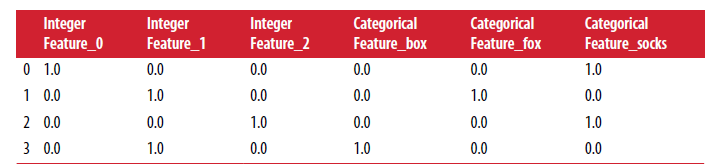 Integer Integer Integer Categorical Categorical Categorical
Feature_0 Feature_1 Feature_2 Feature_box Feature_fox Feature_socks
0 1.0 0.0 0.0 0.0 0.0 1.0
1 0.0 1.0 0.0 0.0 1.0 0.0
2 0.0 0.0 1.0 0.0 0.0 1.0
3 0.0 1.0 0.0 1.0 0.0 0.0